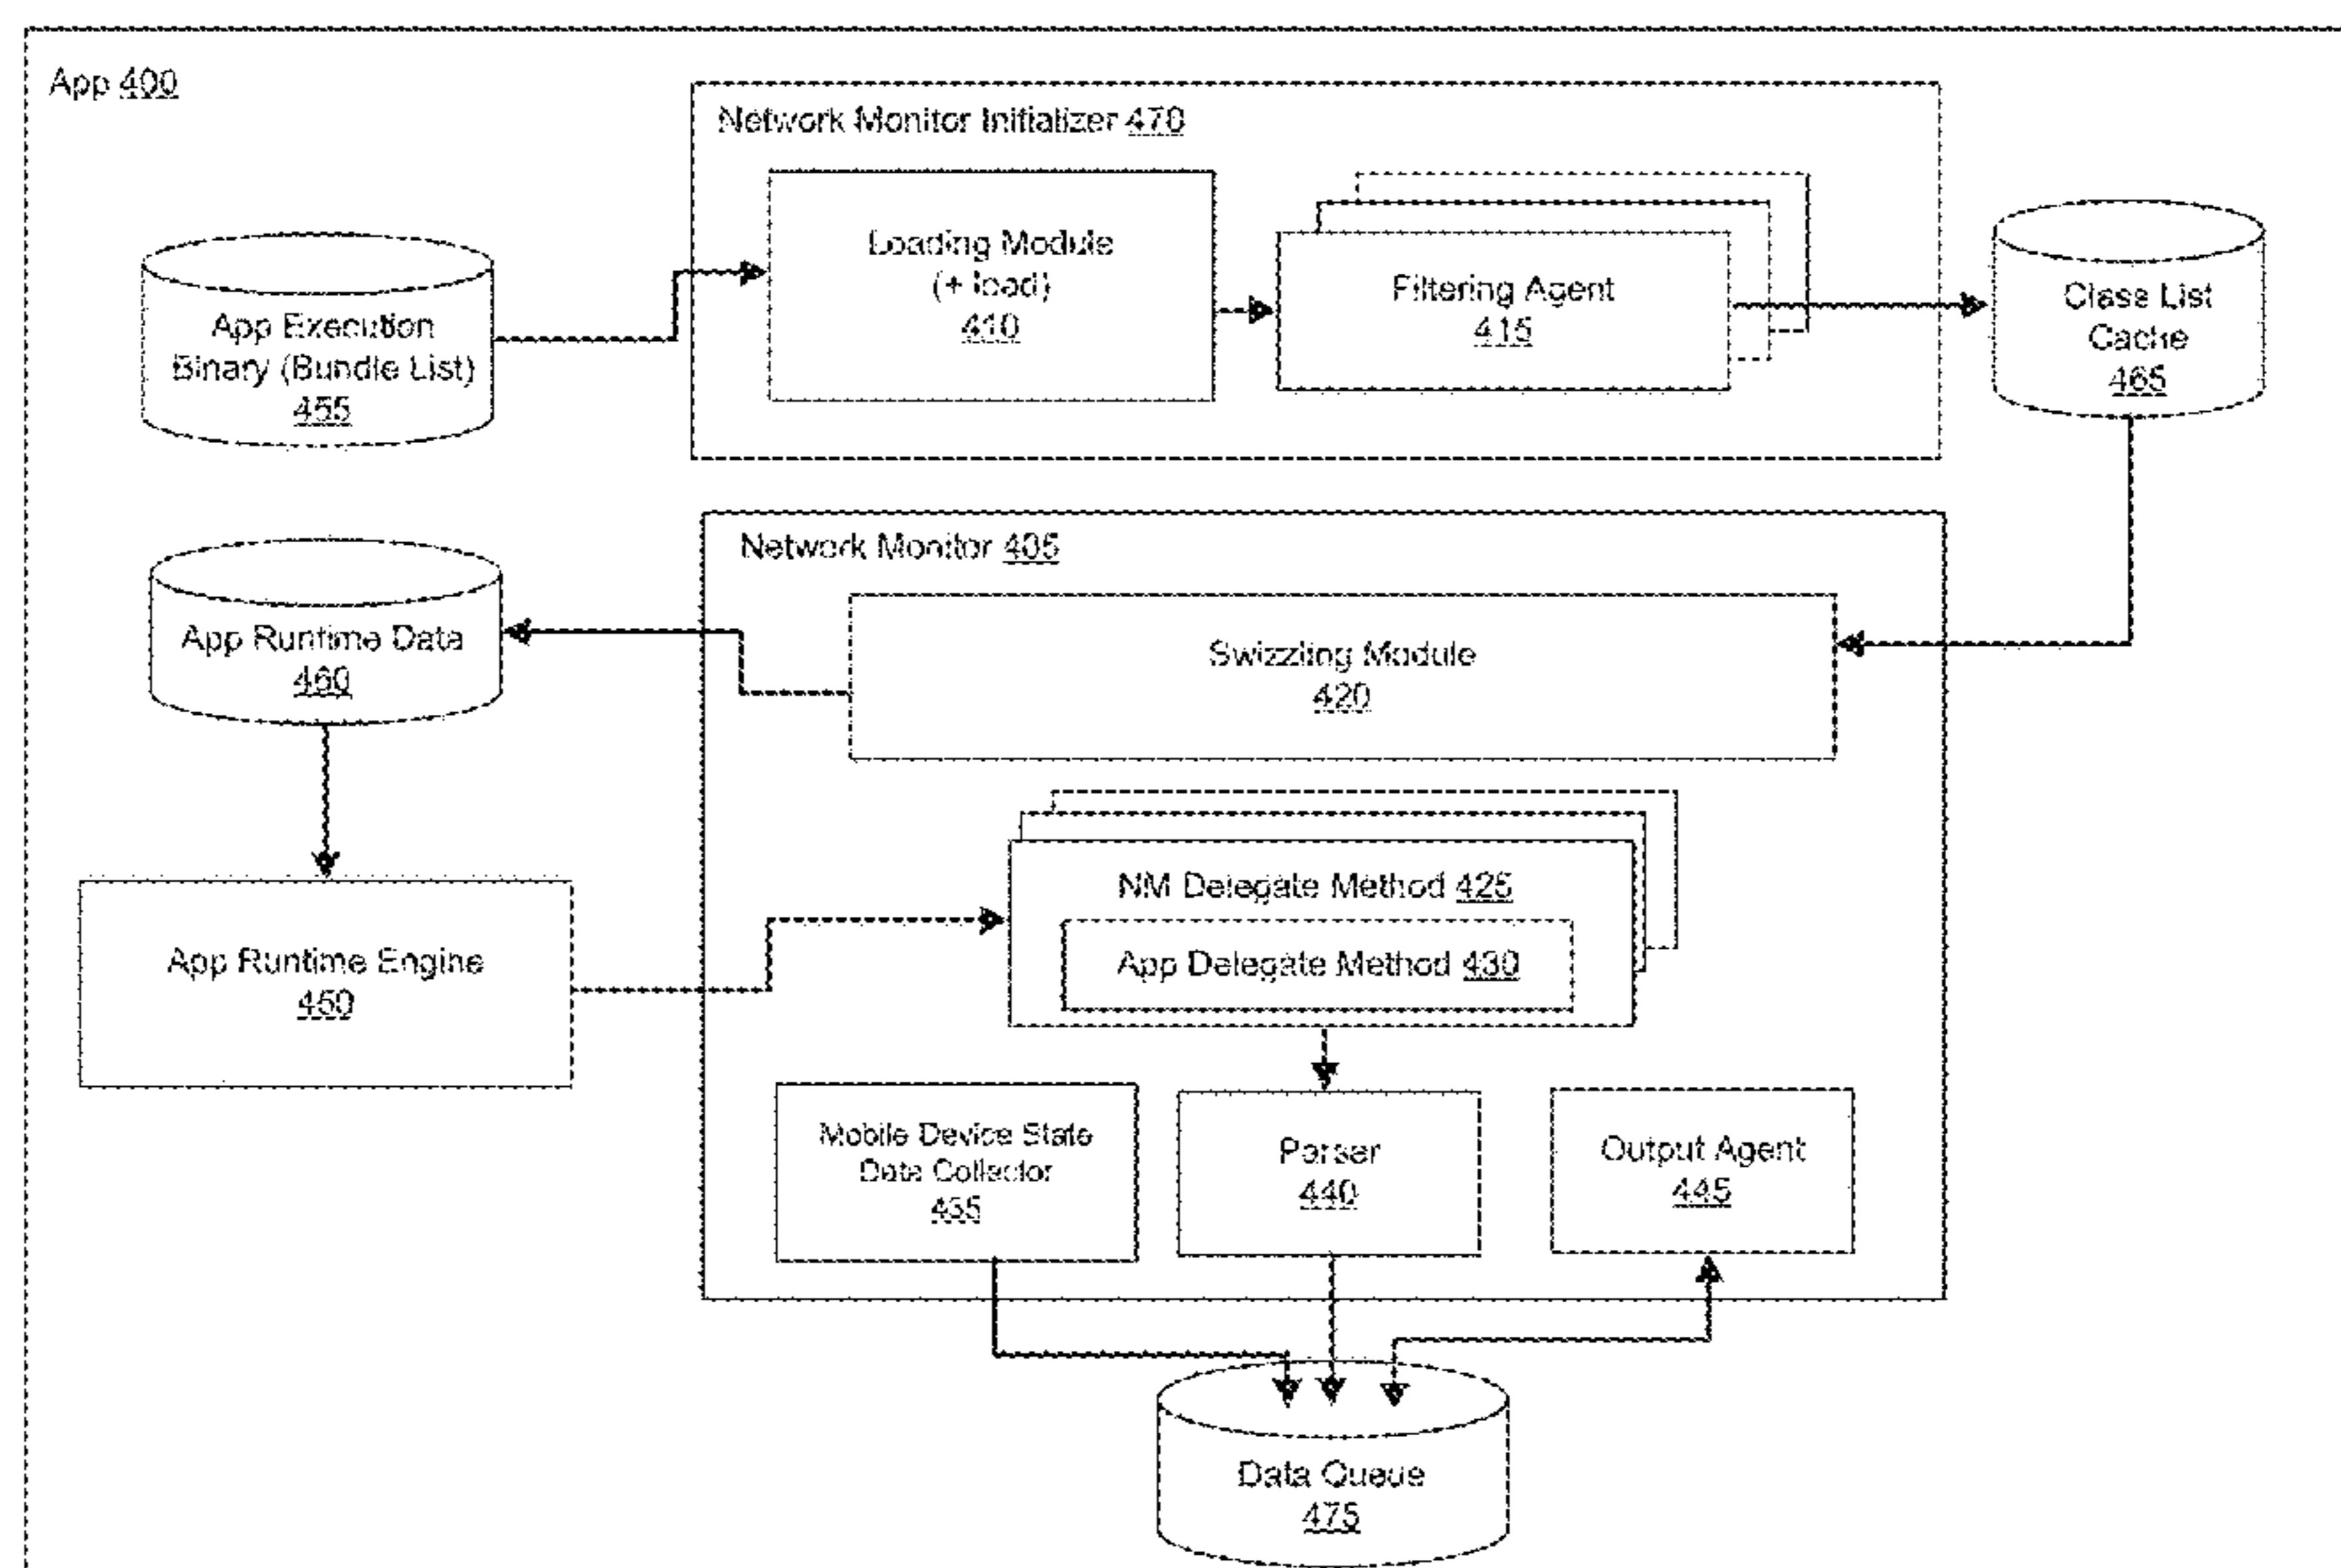 App 400
Network Monitor Initializer 470
Loading Module
(+ load)
410
Filtering Agent
415
App Execution
Binary (Bundle List)
455
Class List
Cache
465
Network Monitor 405
App Runtime Data
460
Swizzling Module
420
NM Delegate Method 425
App Delegate Method 430
App Runtime Engine
450
Mobile Device State
Data Collector
435
Parser
440
Output Agent
445
Data Queue
475